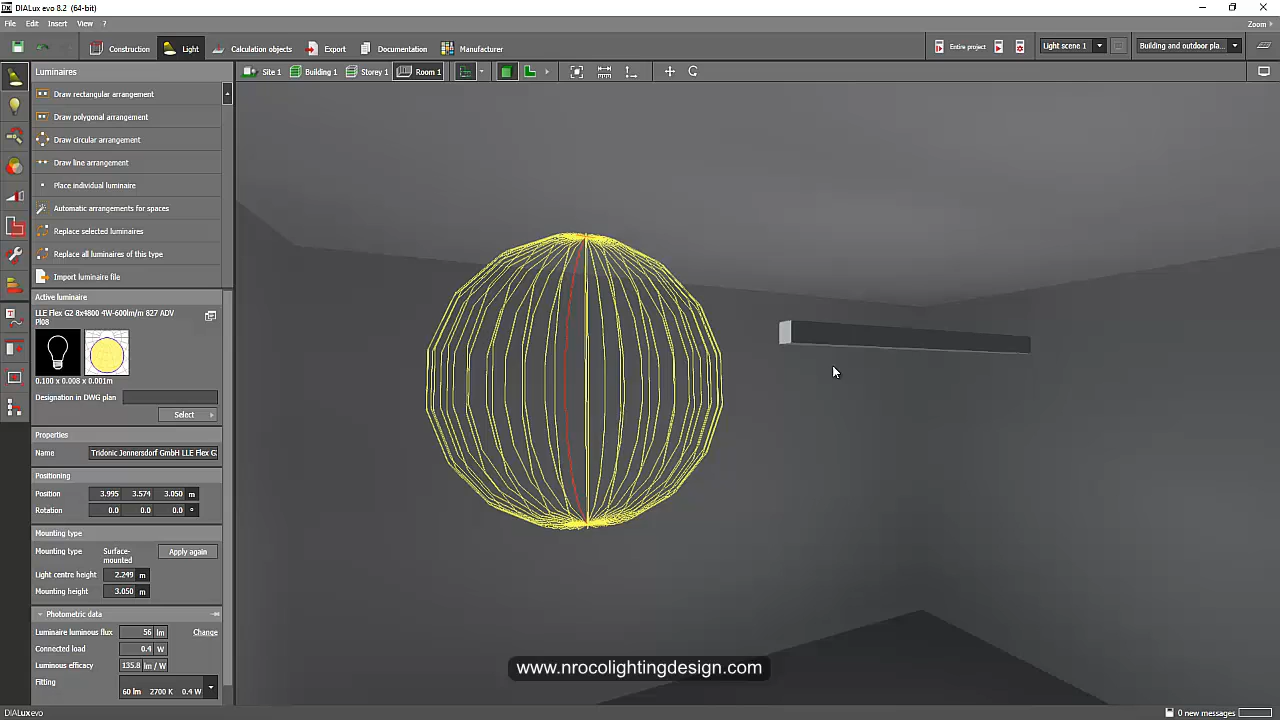 DIALux evo 8.2 (64-bit)
File Edit Insert View ?
Zoom
Construction Light Calculation objects Export Documentation Manufacturer
Entire project Light scene 1 Building and outdoor pla...
Luminaires
Site 1 Building 1 Storey 1 Room 1
Draw rectangular arrangement
Draw polygonal arrangement
Draw circular arrangement
Draw line arrangement
Place individual luminaire
Automatic arrangements for spaces
Replace selected luminaires
Replace all luminaires of this type
Import luminaire file
Active luminaire
LLE Flex G2 8x4800 4W-600lm/m 827 ADV
PI08
0.100 x 0.008 x 0.001m
Designation in DWG plan
Select
Properties
Name Tridonic Jennersdorf GmbH LLE Flex G
Positioning
Position 3.995 3.574 3.050 m
Rotation 0.0 0.0 0.0 °
Mounting type
Mounting type Surface-
mounted
Apply again
Light centre height 2.249 m
Mounting height 3.050 m
Photometric data
Luminaire luminous flux 56 lm Change
Connected load 0.4 W
Luminous efficacy 135.8 lm / W
Fitting
60 lm 2700 K 0.4 W
www.nrocolightingdesign.com
DIALuxevo
0 new messages